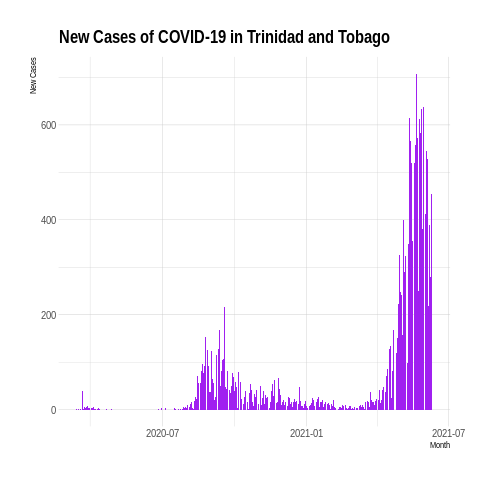 New Cases of COVID-19 in Trinidad and Tobago
New Cases
600
400
200
0
2020-07
2021-01
2021-07
Month